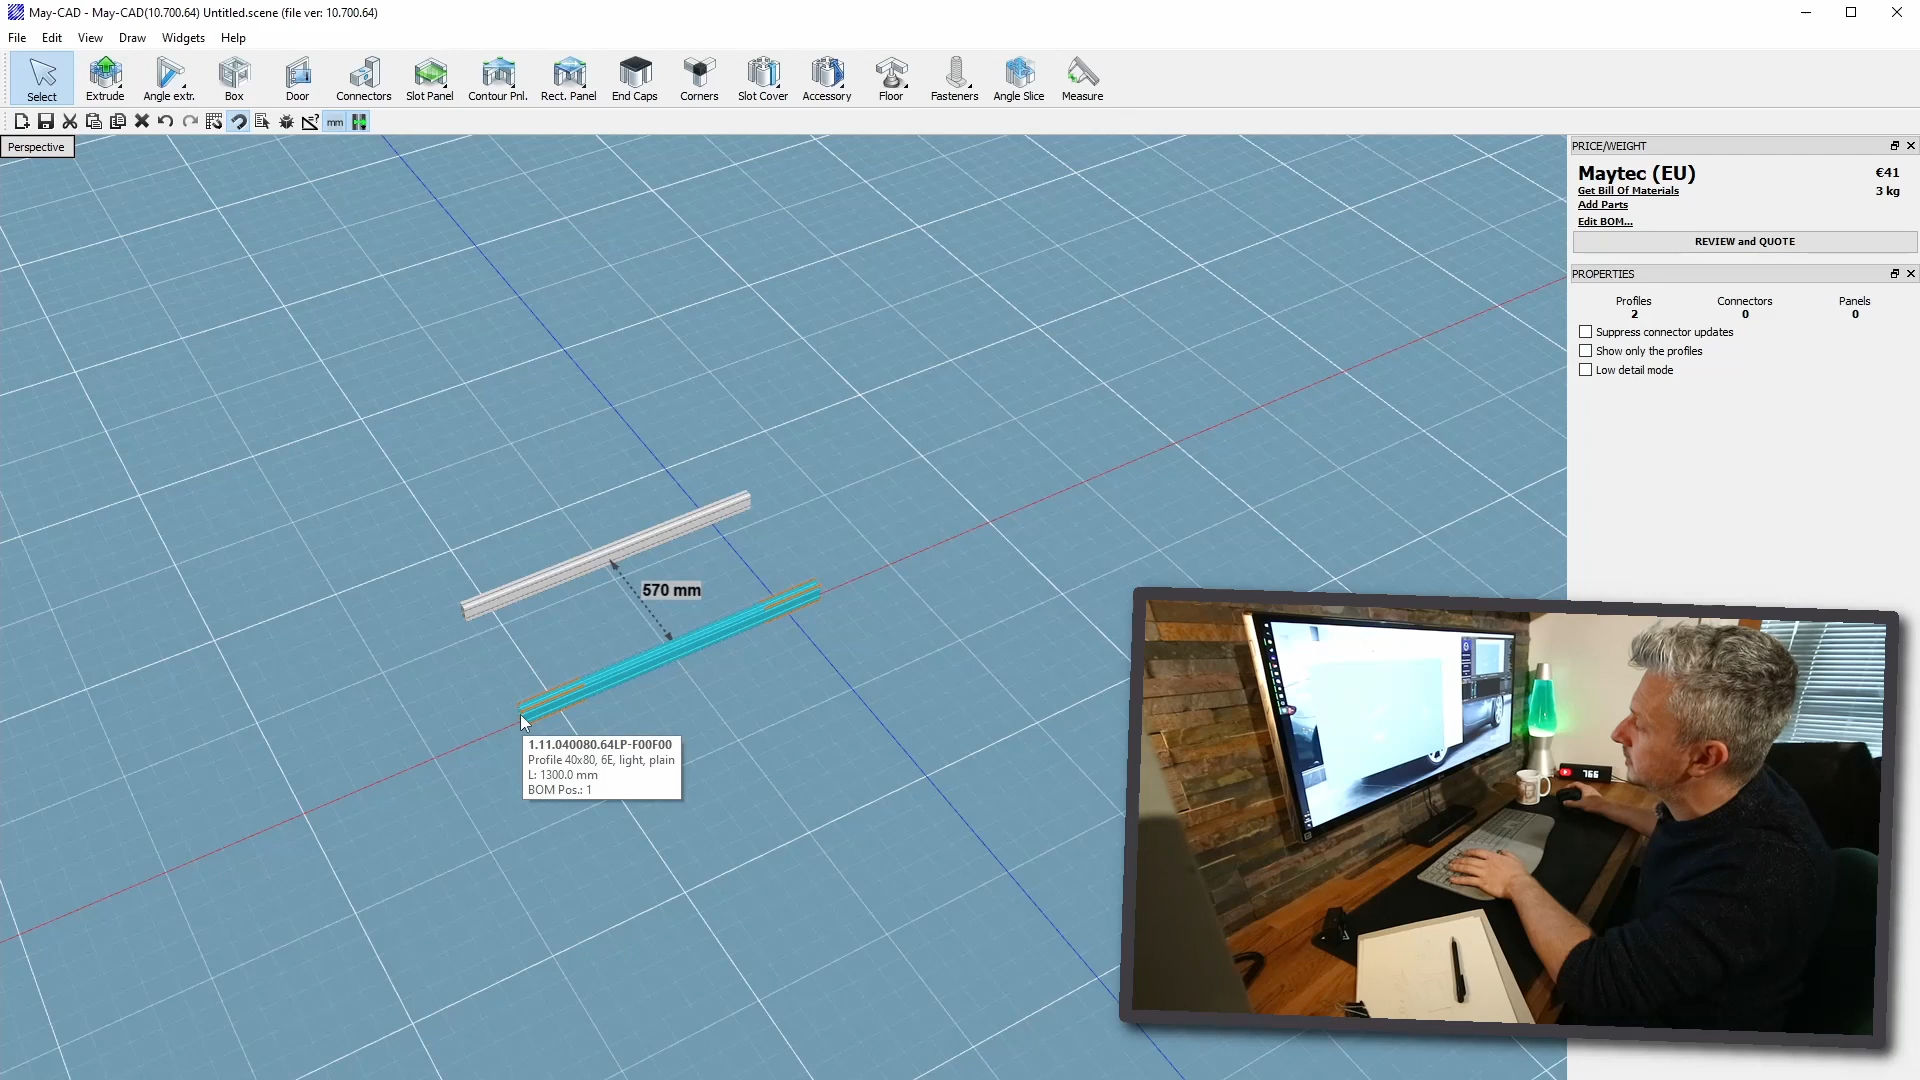 May-CAD - May-CAD(10.700.64) Untitled.scene (file ver: 10.700.64)
File Edit View Draw Widgets Help
Select Extrude Angle extr. Box Door Connectors Slot Panel Contour Pnl. Rect. Panel End Caps Corners Slot Cover Accessory Floor Fasteners Angle Slice Measure
mm
Perspective
PRICE/WEIGHT
Maytec (EU) €41
Get Bill Of Materials 3 kg
Add Parts
Edit BOM...
REVIEW and QUOTE
PROPERTIES
Profiles Connectors Panels
2 0 0
Suppress connector updates
Show only the profiles
Low detail mode
570 mm
1.11.040080.64LP-F00F00
Profile 40x80, 6E, light, plain
L: 1300.0 mm
BOM Pos.: 1
766